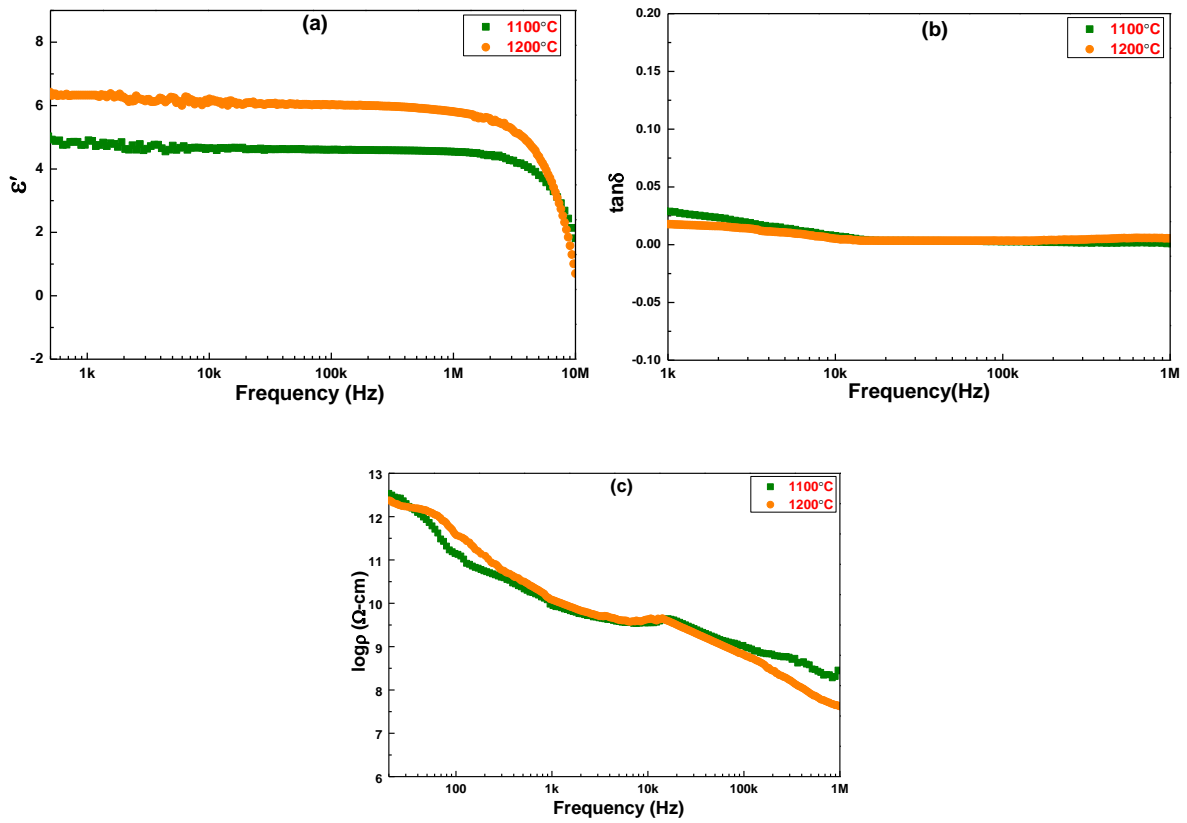 (a)
1100°C
1200°C
8
6
4
2
0
-2
ε'
1k
10k
100k
1M
10M
Frequency (Hz)
(b)
1100°C
1200°C
0.20
0.15
0.10
0.05
0.00
-0.05
-0.10
tanδ
1k
10k
100k
1M
Frequency(Hz)
(c)
1100°C
1200°C
13
12
11
10
9
8
7
6
logρ (Ω-cm)
100
1k
10k
100k
1M
Frequency (Hz)